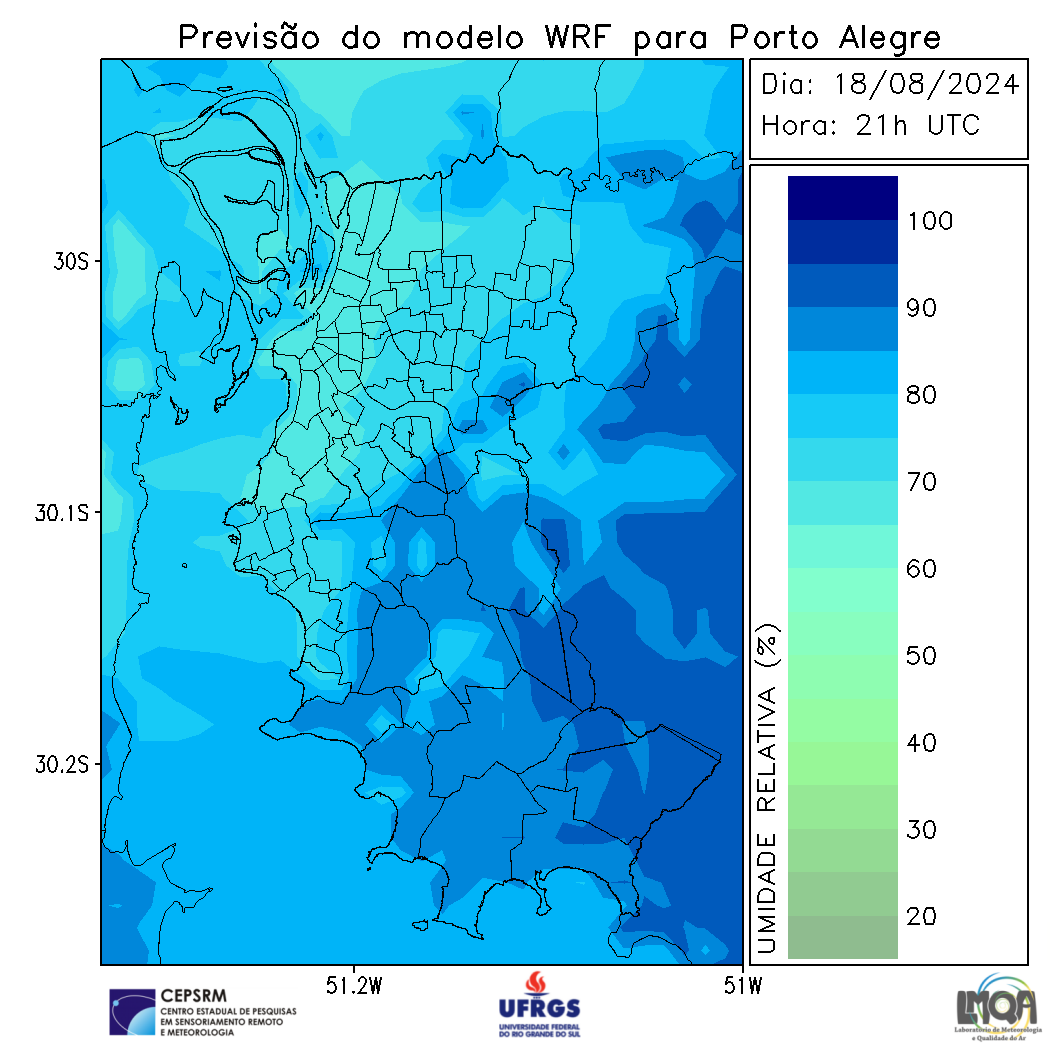 Previsão do modelo WRF para Porto Alegre
Dia: 18/08/2024
Hora: 21h UTC
30S
30.1S
30.2S
51.2W
51W
UMIDADE RELATIVA (%)
100
90
80
70
60
50
40
30
20
CEPSRM
CENTRO ESTADUAL DE PESQUISAS
EM SENSORIAMENTO REMOTO
E METEOROLOGIA
UFRGS
UNIVERSIDADE FEDERAL
DO RIO GRANDE DO SUL
LMQA
Laboratório de Meteorologia
e Qualidade do Ar